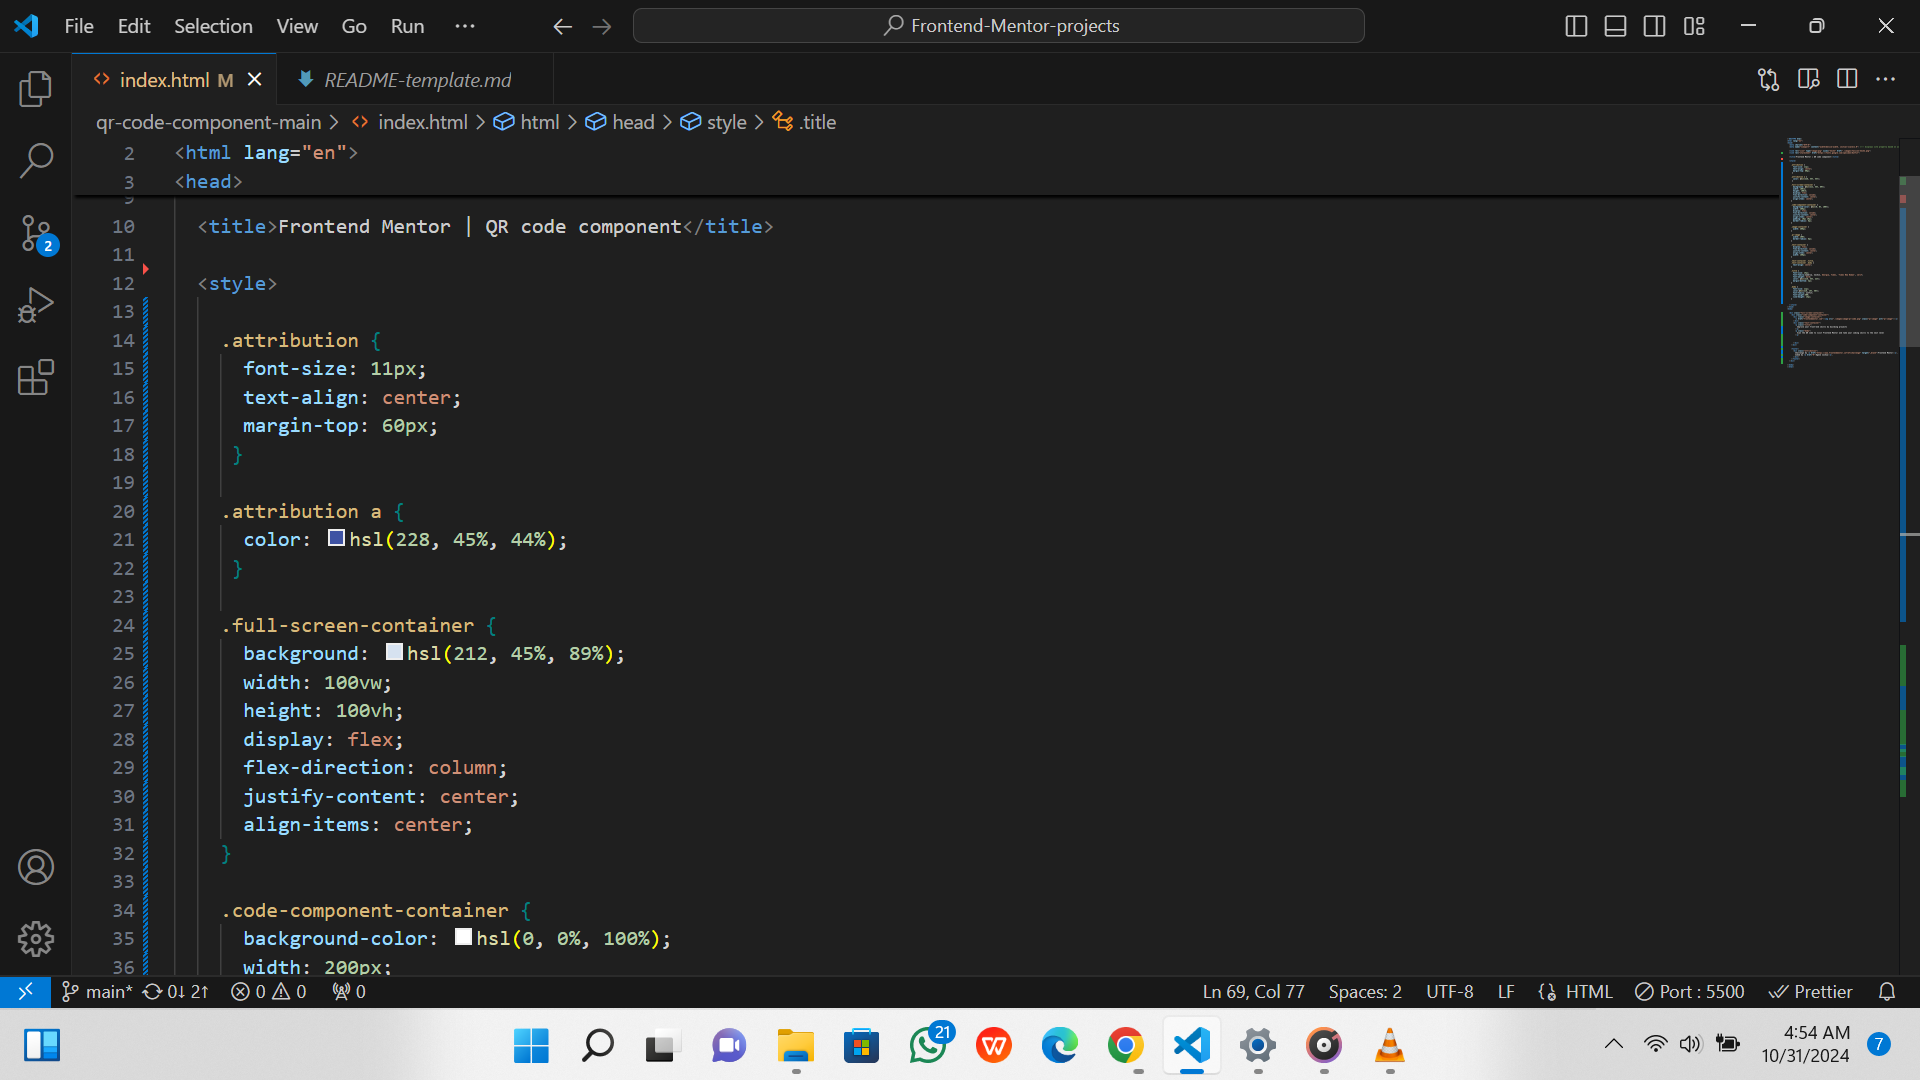 File Edit Selection View Go Run ··· Frontend-Mentor-projects
index.html M README-template.md
qr-code-component-main > index.html > html > head > style > .title
2 <html lang="en">
3 <head>
9
10 <title>Frontend Mentor | QR code component</title>
11
12 <style>
13
14 .attribution {
15 font-size: 11px;
16 text-align: center;
17 margin-top: 60px;
18 }
19
20 .attribution a {
21 color: hsl(228, 45%, 44%);
22 }
23
24 .full-screen-container {
25 background: hsl(212, 45%, 89%);
26 width: 100vw;
27 height: 100vh;
28 display: flex;
29 flex-direction: column;
30 justify-content: center;
31 align-items: center;
32 }
33
34 .code-component-container {
35 background-color: hsl(0, 0%, 100%);
36 width: 200px;
2
main* 0↓ 2↑ 0 0 0 Ln 69, Col 77 Spaces: 2 UTF-8 LF HTML Port : 5500 Prettier
21
4:54 AM
10/31/2024
7